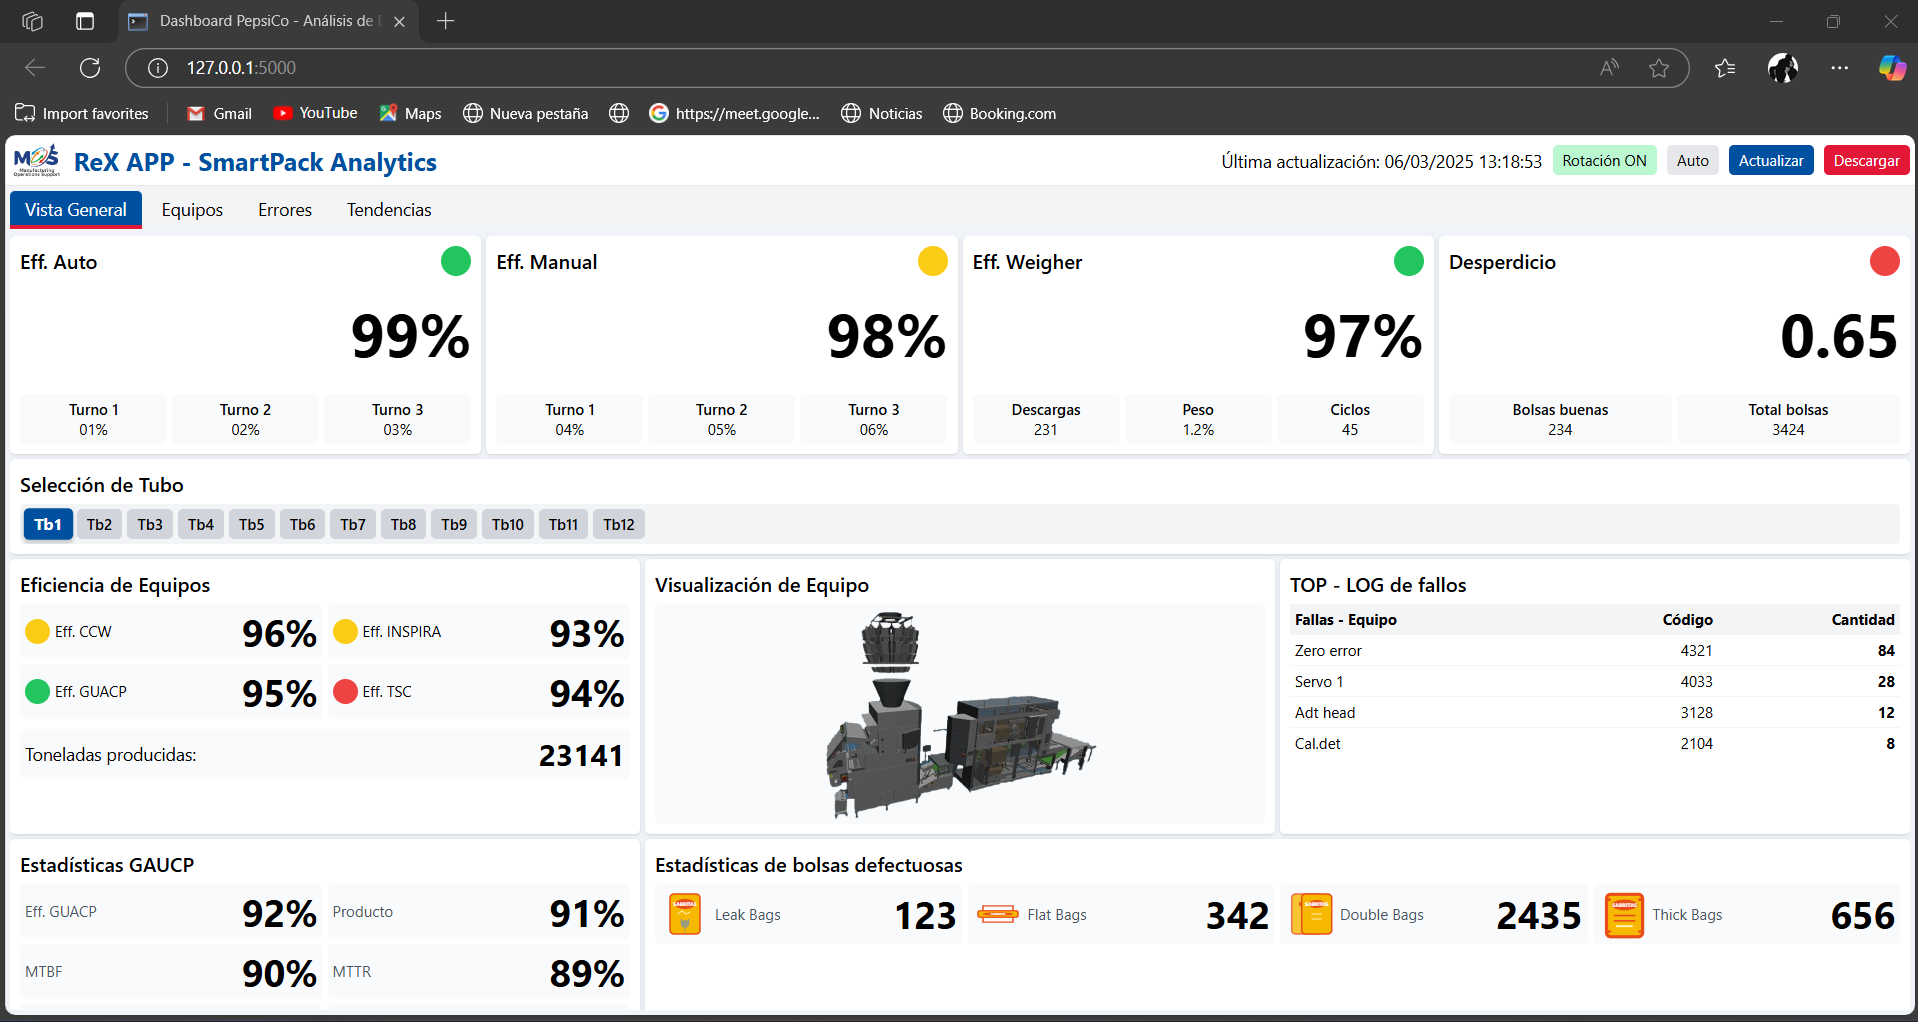 Dashboard PepsiCo - Análisis de
127.0.0.1:5000
Import favorites
Gmail
YouTube
Maps
Nueva pestaña
https://meet.google...
Noticias
Booking.com
MOS
Manufacturing
Operations Support
ReX APP - SmartPack Analytics
Última actualización: 06/03/2025 13:18:53
Rotación ON
Auto
Actualizar
Descargar
Vista General
Equipos
Errores
Tendencias
Eff. Auto
99%
Turno 1
01%
Turno 2
02%
Turno 3
03%
Eff. Manual
98%
Turno 1
04%
Turno 2
05%
Turno 3
06%
Eff. Weigher
97%
Descargas
231
Peso
1.2%
Ciclos
45
Desperdicio
0.65
Bolsas buenas
234
Total bolsas
3424
Selección de Tubo
Tb1 Tb2 Tb3 Tb4 Tb5 Tb6 Tb7 Tb8 Tb9 Tb10 Tb11 Tb12
Eficiencia de Equipos
Eff. CCW 96%
Eff. INSPIRA 93%
Eff. GUACP 95%
Eff. TSC 94%
Toneladas producidas: 23141
Visualización de Equipo
TOP - LOG de fallos
Fallas - Equipo Código Cantidad
Zero error 4321 84
Servo 1 4033 28
Adt head 3128 12
Cal.det 2104 8
Estadísticas GAUCP
Eff. GUACP 92%
Producto 91%
MTBF 90%
MTTR 89%
Estadísticas de bolsas defectuosas
SABRITAS
Leak Bags 123
Flat Bags 342
SABRITAS
Double Bags 2435
SABRITAS
Thick Bags 656